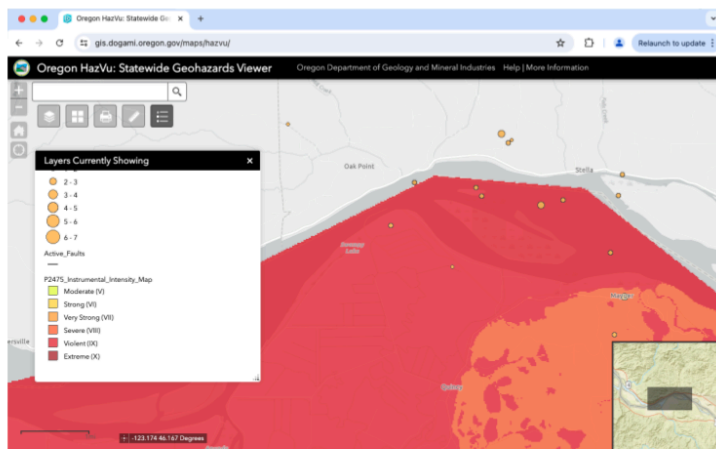 Oregon HazVu: Statewide Geo
gis.dogami.oregon.gov/maps/hazvu/
Relaunch to update
Oregon HazVu: Statewide Geohazards Viewer
Oregon Department of Geology and Mineral Industries Help | More Information
Layers Currently Showing
2 - 3
3 - 4
4 - 5
5 - 6
6 - 7
Active_Faults
P2475_Instrumental_Intensity_Map
Moderate (V)
Strong (VI)
Very Strong (VII)
Severe (VIII)
Violent (IX)
Extreme (X)
Oak Point
Stella
Quincy
-123.174 46.167 Degrees